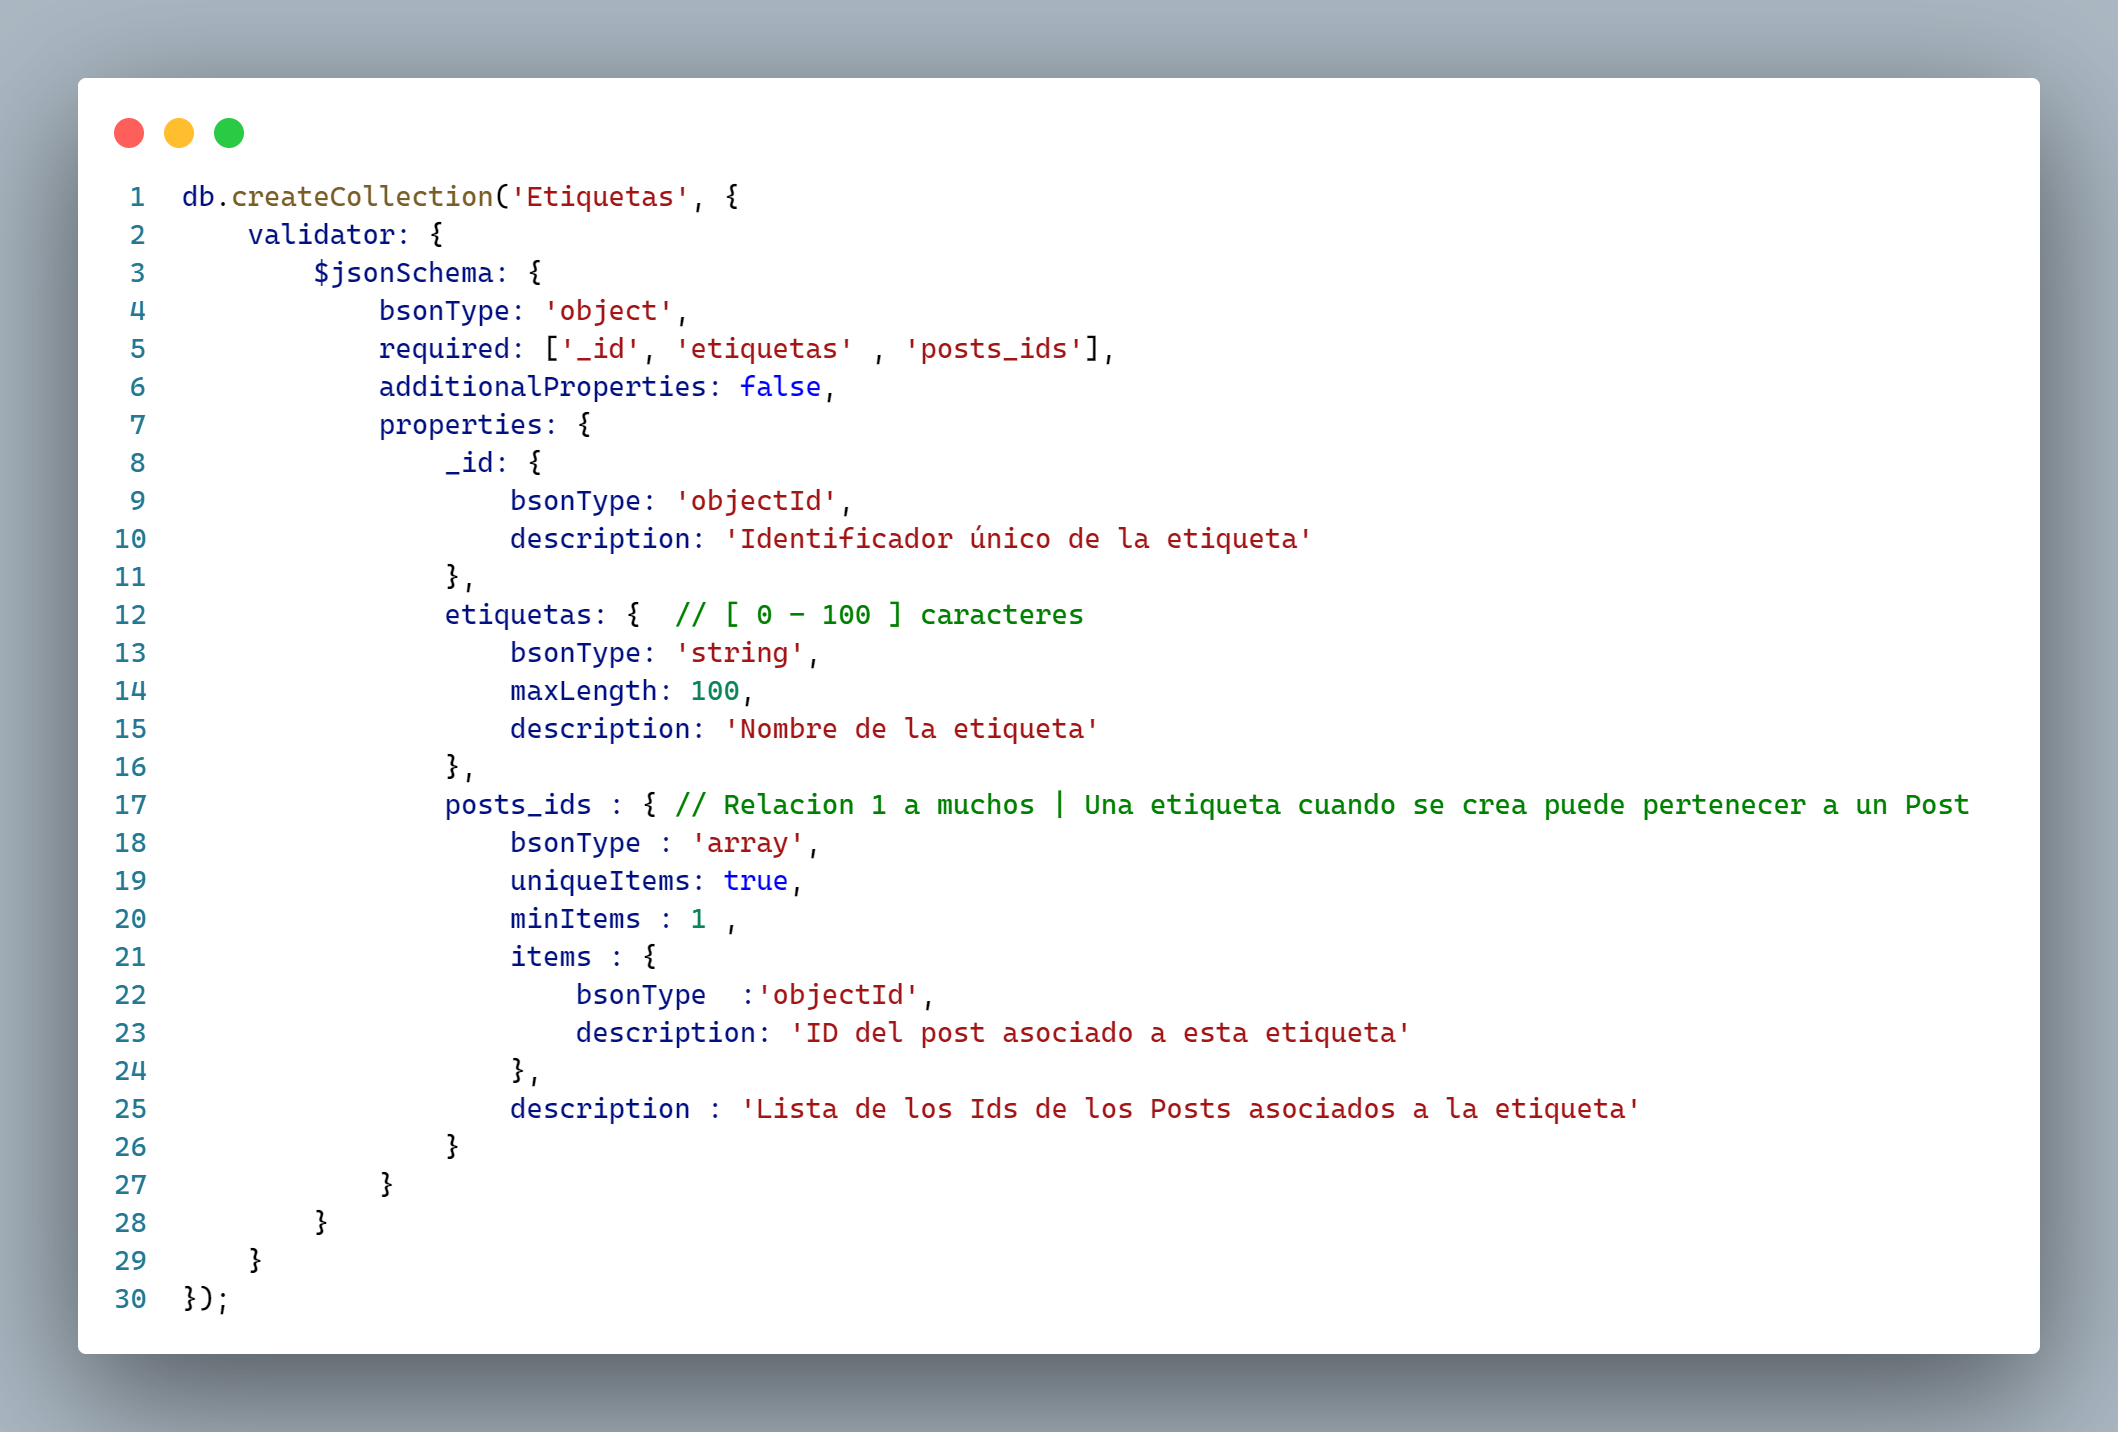 1 db.createCollection('Etiquetas', {
2     validator: {
3         $jsonSchema: {
4             bsonType: 'object',
5             required: ['_id', 'etiquetas' , 'posts_ids'],
6             additionalProperties: false,
7             properties: {
8                 _id: {
9                     bsonType: 'objectId',
10                     description: 'Identificador único de la etiqueta'
11                 },
12                 etiquetas: {  // [ 0 - 100 ] caracteres
13                     bsonType: 'string',
14                     maxLength: 100,
15                     description: 'Nombre de la etiqueta'
16                 },
17                 posts_ids : { // Relacion 1 a muchos | Una etiqueta cuando se crea puede pertenecer a un Post
18                     bsonType : 'array',
19                     uniqueItems: true,
20                     minItems : 1 ,
21                     items : {
22                         bsonType  :'objectId',
23                         description: 'ID del post asociado a esta etiqueta'
24                     },
25                     description : 'Lista de los Ids de los Posts asociados a la etiqueta'
26                 }
27             }
28         }
29     }
30 });